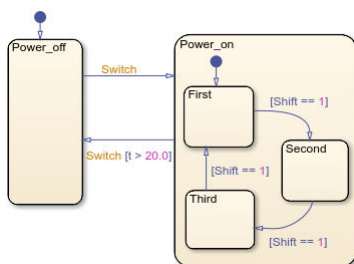 Power_off
Switch
Switch [t > 20.0]
Power_on
First
[Shift == 1]
Second
[Shift == 1]
Third
[Shift == 1]